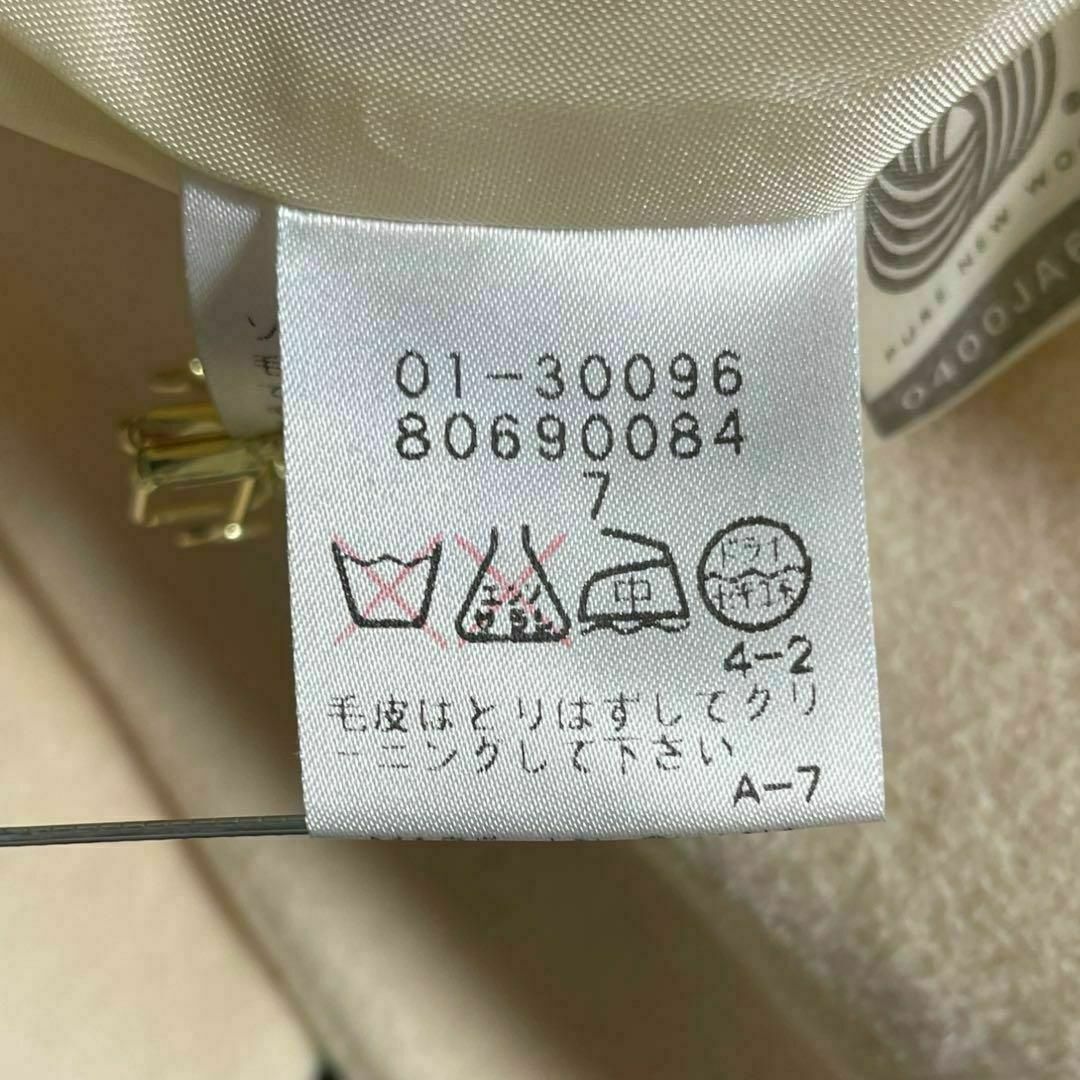 01-30096
80690084
7
エンソ
サラシ
中
ドライ
セキユ系
4-2
毛皮はとりはずしてクリ
ーニングして下さい
A-7
PURE NEW WO
0400JA